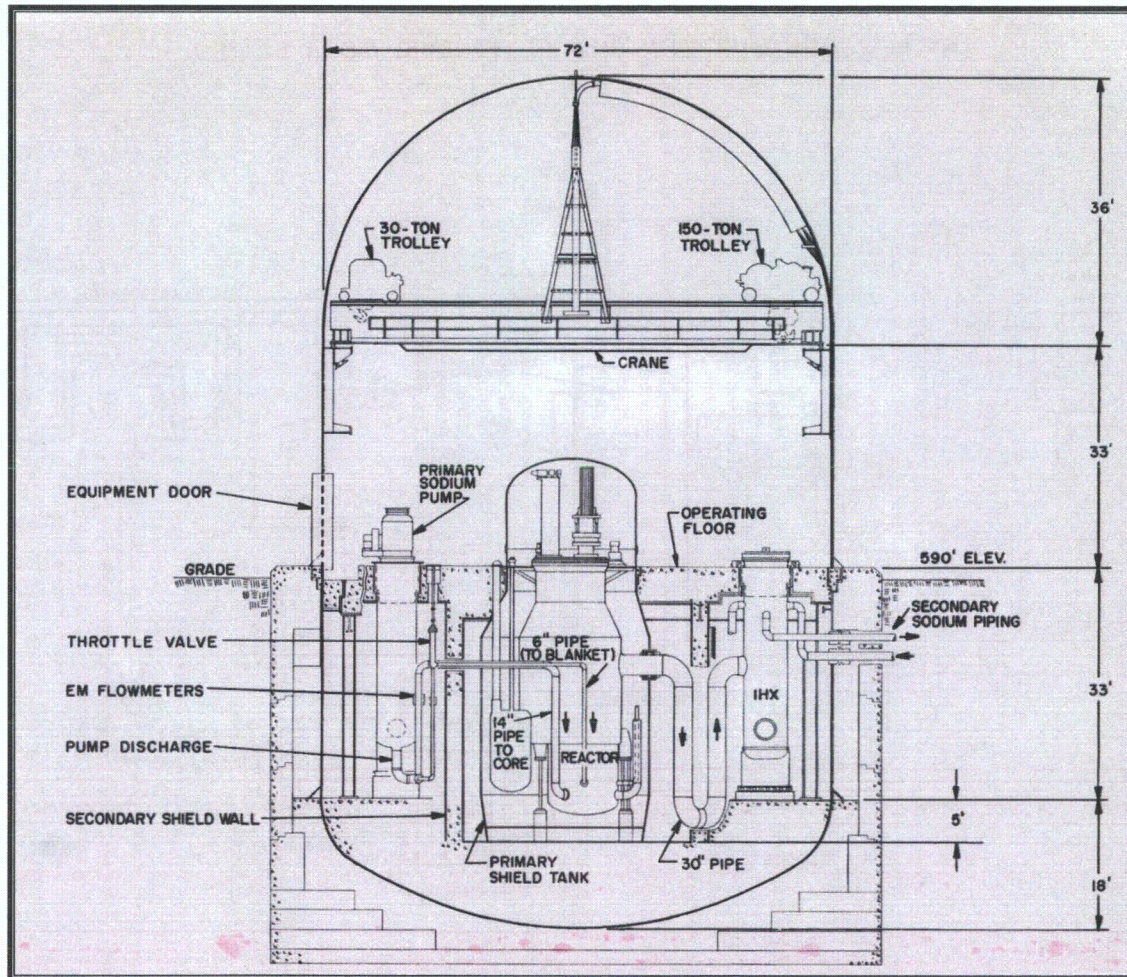 72'
36'
30-TON
TROLLEY
150-TON
TROLLEY
CRANE
33'
PRIMARY
SODIUM
PUMP
EQUIPMENT DOOR
OPERATING
FLOOR
GRADE
590' ELEV.
SECONDARY
SODIUM PIPING
THROTTLE VALVE
6" PIPE
(TO BLANKET)
EM FLOWMETERS
IHX
33'
14"
PIPE
TO
CORE
REACTOR
PUMP DISCHARGE
SECONDARY SHIELD WALL
5'
PRIMARY
SHIELD TANK
30" PIPE
18'